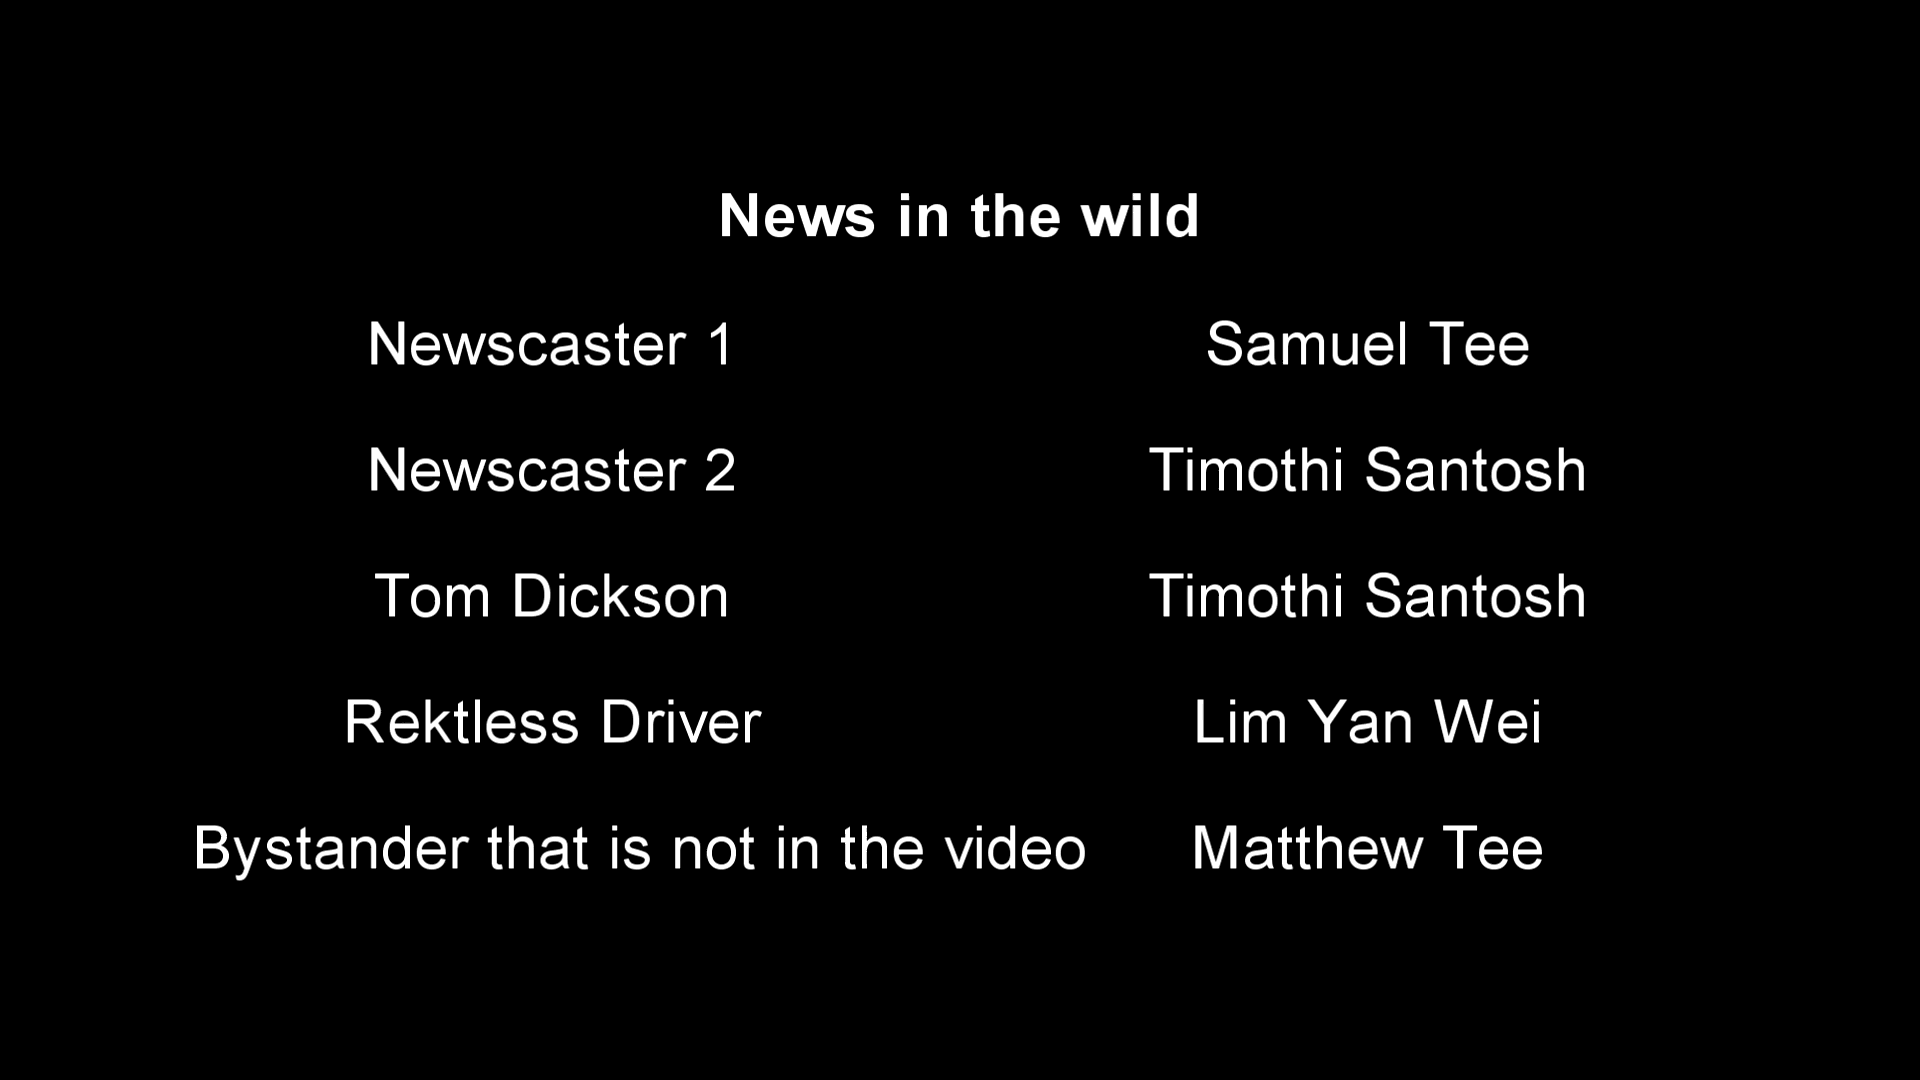 News in the wild
Newscaster 1 Samuel Tee
Newscaster 2 Timothi Santosh
Tom Dickson Timothi Santosh
Rektless Driver Lim Yan Wei
Bystander that is not in the video Matthew Tee